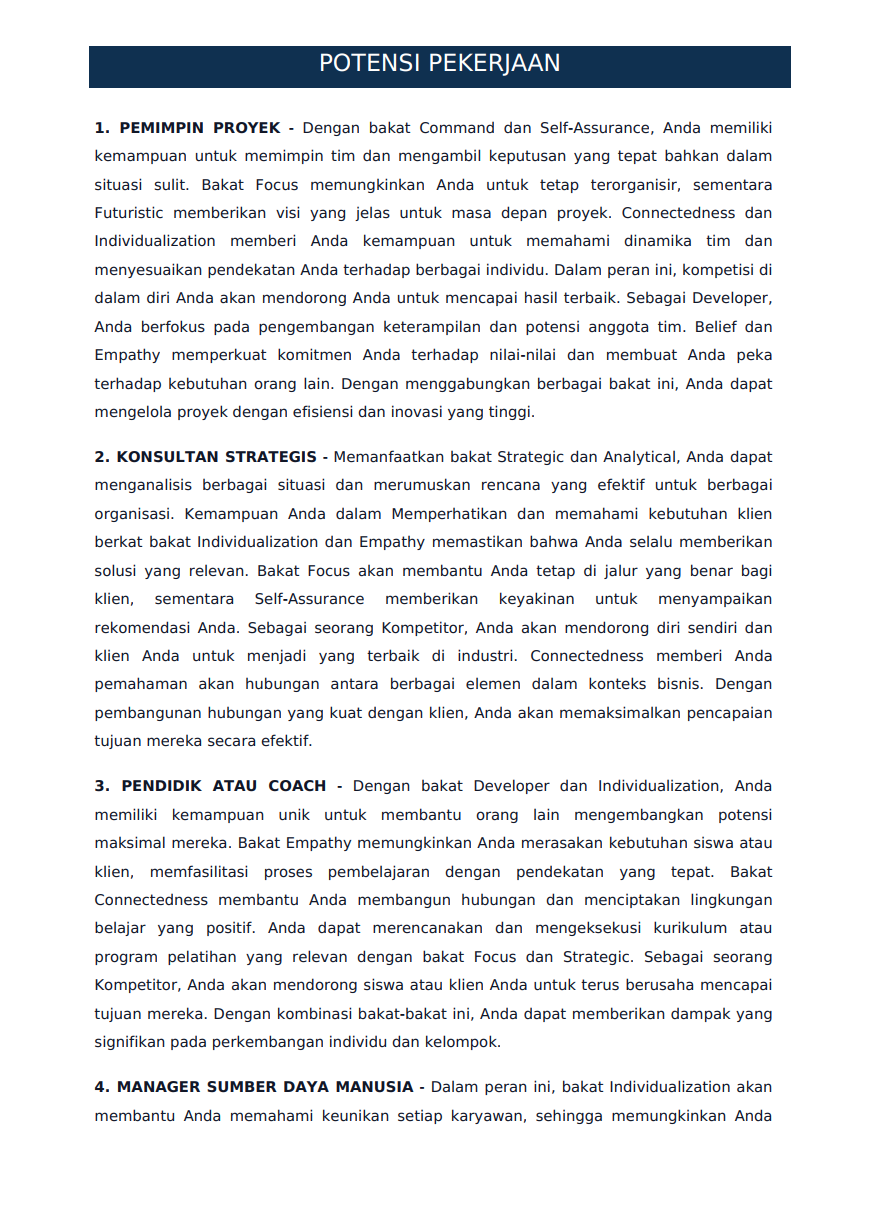 POTENSI PEKERJAAN
1. PEMIMPIN PROYEK - Dengan bakat Command dan Self-Assurance, Anda memiliki
kemampuan untuk memimpin tim dan mengambil keputusan yang tepat bahkan dalam
situasi sulit. Bakat Focus memungkinkan Anda untuk tetap terorganisir, sementara
Futuristic memberikan visi yang jelas untuk masa depan proyek. Connectedness dan
Individualization memberi Anda kemampuan untuk memahami dinamika tim dan
menyesuaikan pendekatan Anda terhadap berbagai individu. Dalam peran ini, kompetisi di
dalam diri Anda akan mendorong Anda untuk mencapai hasil terbaik. Sebagai Developer,
Anda berfokus pada pengembangan keterampilan dan potensi anggota tim. Belief dan
Empathy memperkuat komitmen Anda terhadap nilai-nilai dan membuat Anda peka
terhadap kebutuhan orang lain. Dengan menggabungkan berbagai bakat ini, Anda dapat
mengelola proyek dengan efisiensi dan inovasi yang tinggi.
2. KONSULTAN STRATEGIS - Memanfaatkan bakat Strategic dan Analytical, Anda dapat
menganalisis berbagai situasi dan merumuskan rencana yang efektif untuk berbagai
organisasi. Kemampuan Anda dalam Memperhatikan dan memahami kebutuhan klien
berkat bakat Individualization dan Empathy memastikan bahwa Anda selalu memberikan
solusi yang relevan. Bakat Focus akan membantu Anda tetap di jalur yang benar bagi
klien, sementara Self-Assurance memberikan keyakinan untuk menyampaikan
rekomendasi Anda. Sebagai seorang Kompetitor, Anda akan mendorong diri sendiri dan
klien Anda untuk menjadi yang terbaik di industri. Connectedness memberi Anda
pemahaman akan hubungan antara berbagai elemen dalam konteks bisnis. Dengan
pembangunan hubungan yang kuat dengan klien, Anda akan memaksimalkan pencapaian
tujuan mereka secara efektif.
3. PENDIDIK ATAU COACH - Dengan bakat Developer dan Individualization, Anda
memiliki kemampuan unik untuk membantu orang lain mengembangkan potensi
maksimal mereka. Bakat Empathy memungkinkan Anda merasakan kebutuhan siswa atau
klien, memfasilitasi proses pembelajaran dengan pendekatan yang tepat. Bakat
Connectedness membantu Anda membangun hubungan dan menciptakan lingkungan
belajar yang positif. Anda dapat merencanakan dan mengeksekusi kurikulum atau
program pelatihan yang relevan dengan bakat Focus dan Strategic. Sebagai seorang
Kompetitor, Anda akan mendorong siswa atau klien Anda untuk terus berusaha mencapai
tujuan mereka. Dengan kombinasi bakat-bakat ini, Anda dapat memberikan dampak yang
signifikan pada perkembangan individu dan kelompok.
4. MANAGER SUMBER DAYA MANUSIA - Dalam peran ini, bakat Individualization akan
membantu Anda memahami keunikan setiap karyawan, sehingga memungkinkan Anda